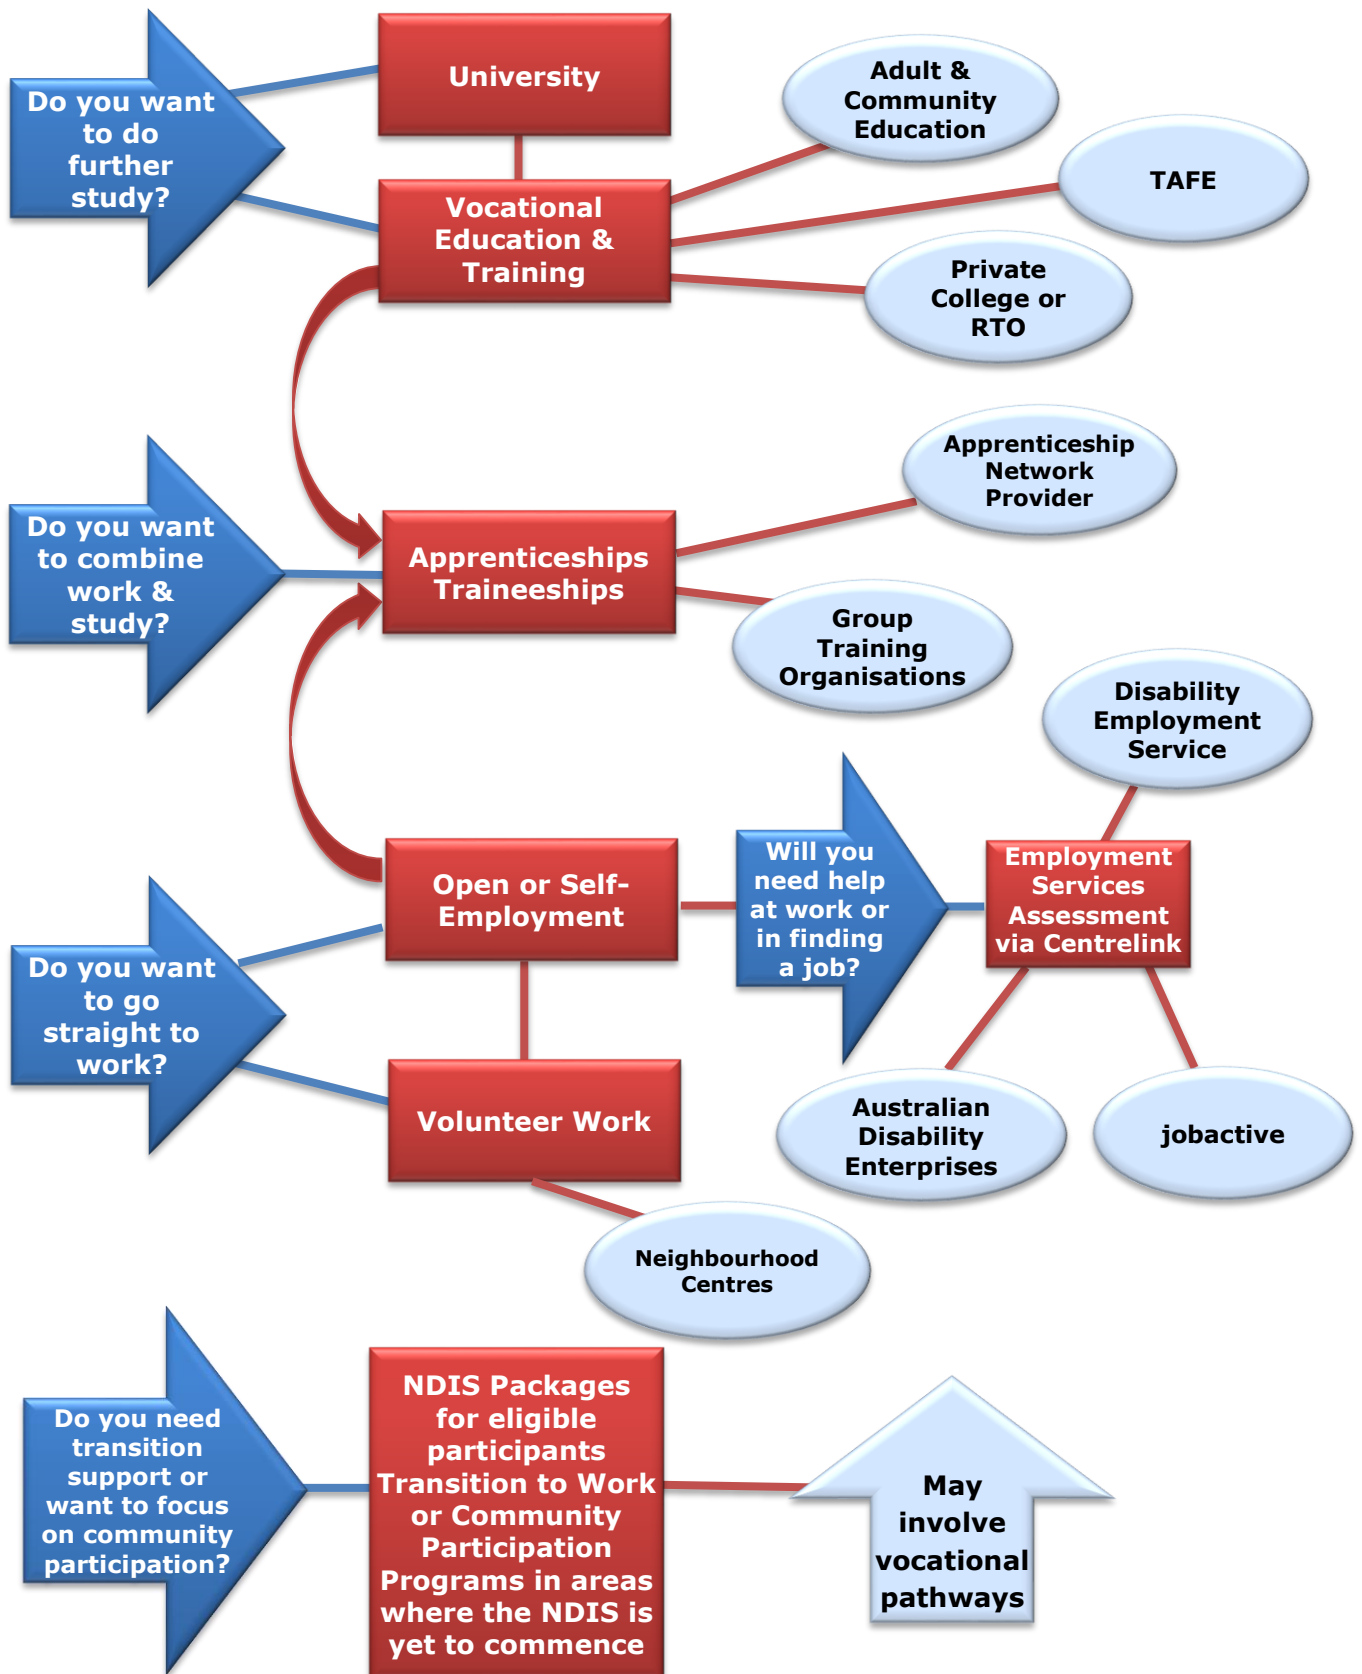 Do you want
to do
further
study?
University
Vocational
Education &
Training
Adult &
Community
Education
TAFE
Private
College or
RTO
Do you want
to combine
work &
study?
Apprenticeships
Traineeships
Apprenticeship
Network
Provider
Group
Training
Organisations
Do you want
to go
straight to
work?
Open or Self-
Employment
Will you
need help
at work or
in finding
a job?
Employment
Services
Assessment
via Centrelink
Disability
Employment
Service
Australian
Disability
Enterprises
jobactive
Volunteer Work
Neighbourhood
Centres
Do you need
transition
support or
want to focus
on community
participation?
NDIS Packages
for eligible
participants
Transition to Work
or Community
Participation
Programs in areas
where the NDIS is
yet to commence
May
involve
vocational
pathways